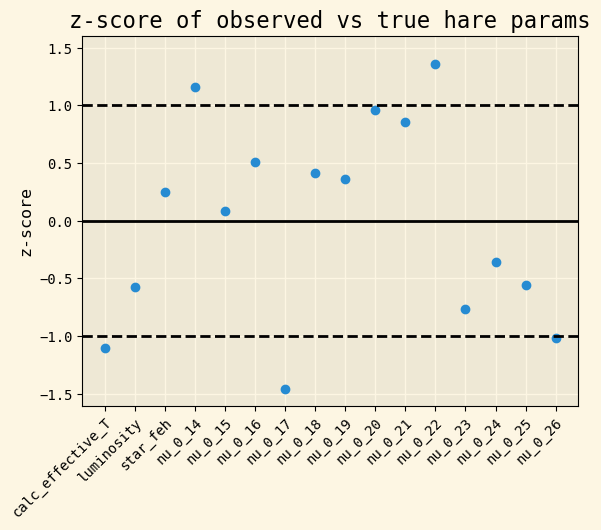 z-score of observed vs true hare params
z-score
1.5
1.0
0.5
0.0
−0.5
−1.0
−1.5
calc_effective_T
luminosity
star_feh
nu_0_14
nu_0_15
nu_0_16
nu_0_17
nu_0_18
nu_0_19
nu_0_20
nu_0_21
nu_0_22
nu_0_23
nu_0_24
nu_0_25
nu_0_26